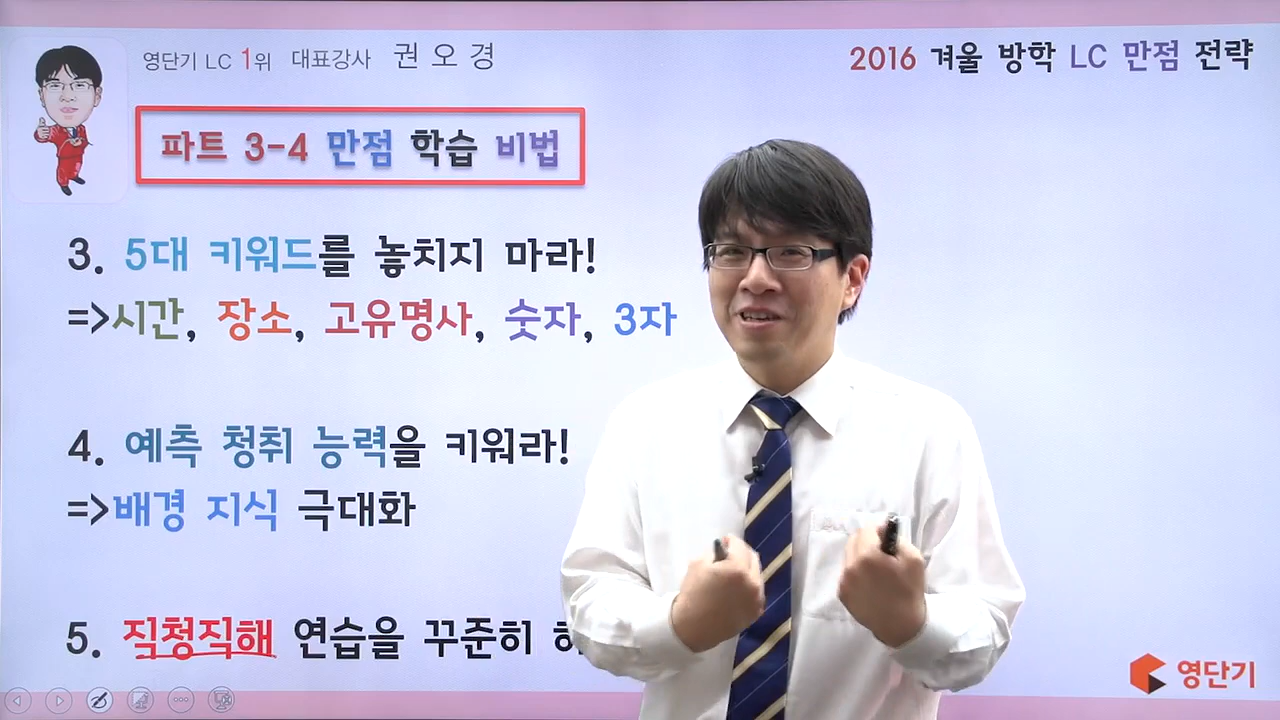 영단기 LC 1위 대표강사 권 오 경
2016 겨울 방학 LC 만점 전략
파트 3-4 만점 학습 비법
3. 5대 키워드를 놓치지 마라!
=>시간, 장소, 고유명사, 숫자, 3자
4. 예측 청취 능력을 키워라!
=>배경 지식 극대화
5. 직청직해 연습을 꾸준히
영단기